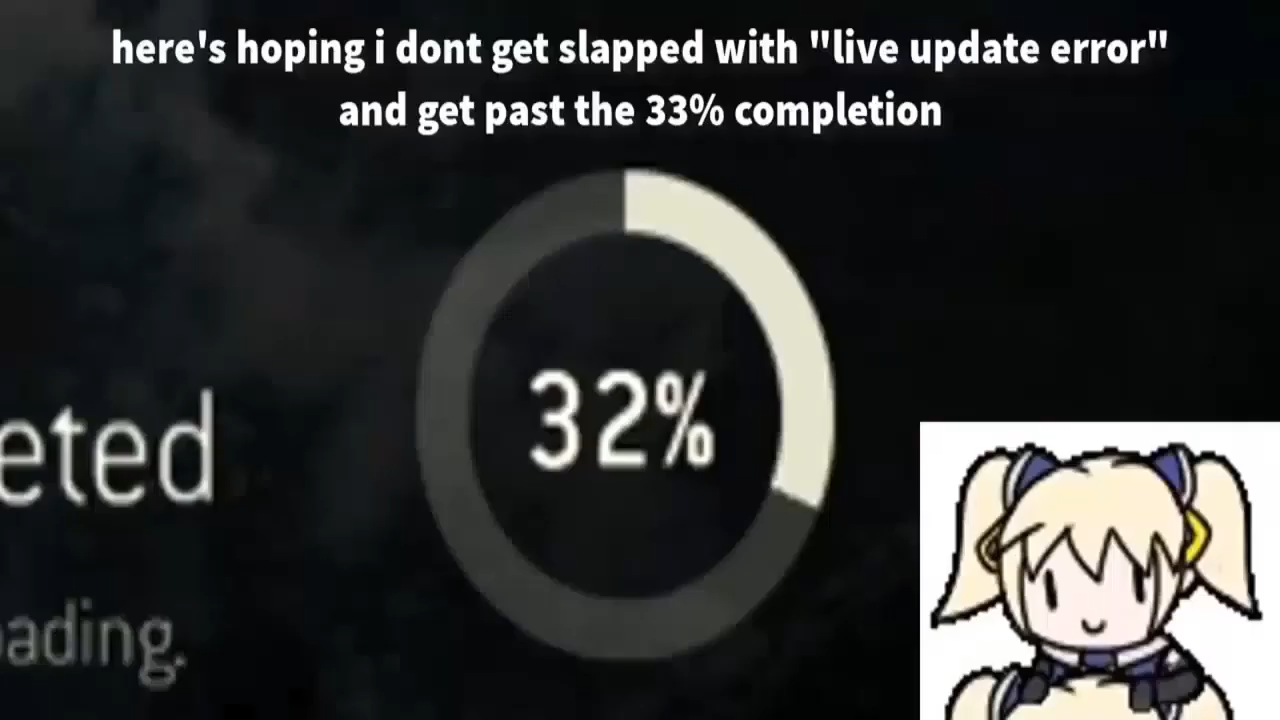 here's hoping i dont get slapped with "live update error"
and get past the 33% completion
32%
eted
oading.